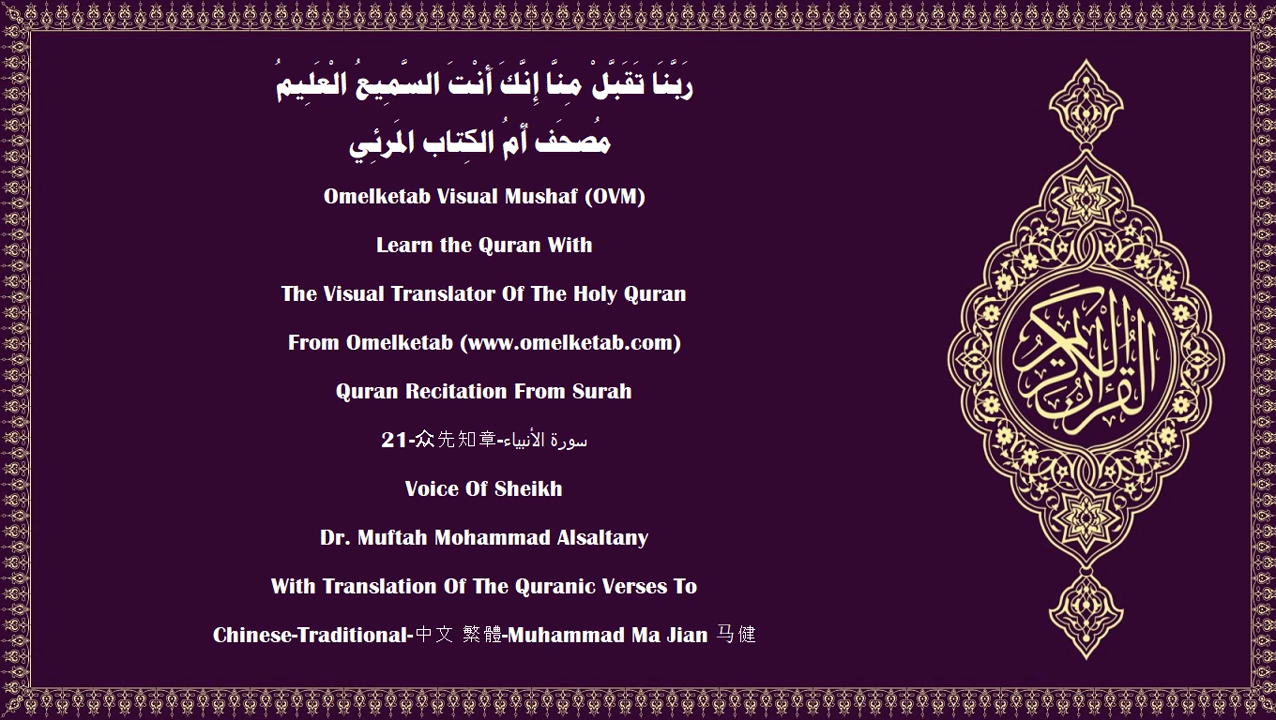 رَبَّنَا تَقَبَّلْ مِنَّا إِنَّكَ أَنْتَ السَّمِيعُ الْعَلِيمُ
مُصحَف أمُ الكِتاب المَرئِي
Omelketab Visual Mushaf (OVM)
Learn the Quran With
The Visual Translator Of The Holy Quran
From Omelketab (www.omelketab.com)
Quran Recitation From Surah
21-众先知章-سورة الأنبياء
Voice Of Sheikh
Dr. Muftah Mohammad Alsaltany
With Translation Of The Quranic Verses To
Chinese-Traditional-中文 繁體-Muhammad Ma Jian 马健
القرآن الكريم